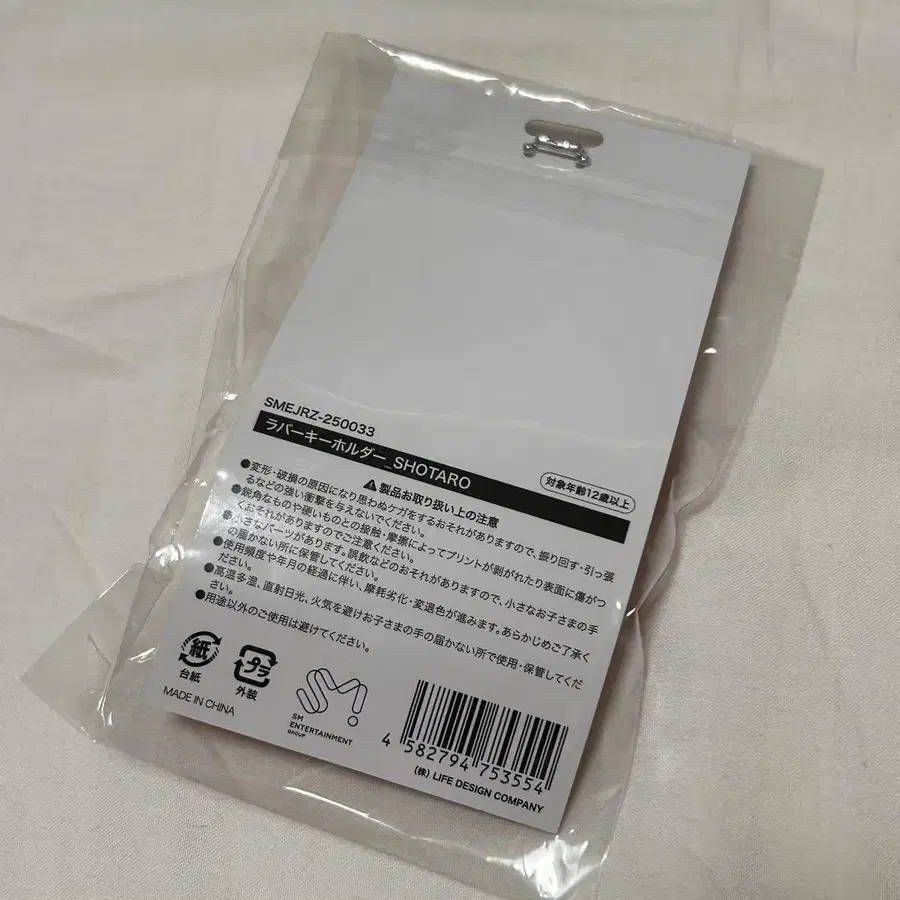 SMEJRZ-250033
ラバーキーホルダー_SHOTARO
対象年齢12歳以上
⚠製品お取り扱い上の注意
●変形・破損の原因になり思わぬケガをするおそれがありますので、振り回す・引っ張
るなどの強い衝撃を与えないでください。
●鋭角なものや硬いものとの接触・摩擦によってプリントが剥がれたり表面に傷がつ
くおそれがありますのでご注意ください。
●小さなパーツがあります。誤飲などのおそれがありますので、小さなお子さまの手
の届かない所に保管してください。
●使用頻度や年月の経過に伴い、摩耗劣化・変退色が進みます。あらかじめご了承く
ださい。
●高温多湿、直射日光、火気を避けお子さまの手の届かない所で使用・保管してくだ
さい。
●用途以外のご使用は避けてください。
紙
台紙
プラ
外装
MADE IN CHINA
SM
ENTERTAINMENT
GROUP
4 582794 753554
(株) LIFE DESIGN COMPANY